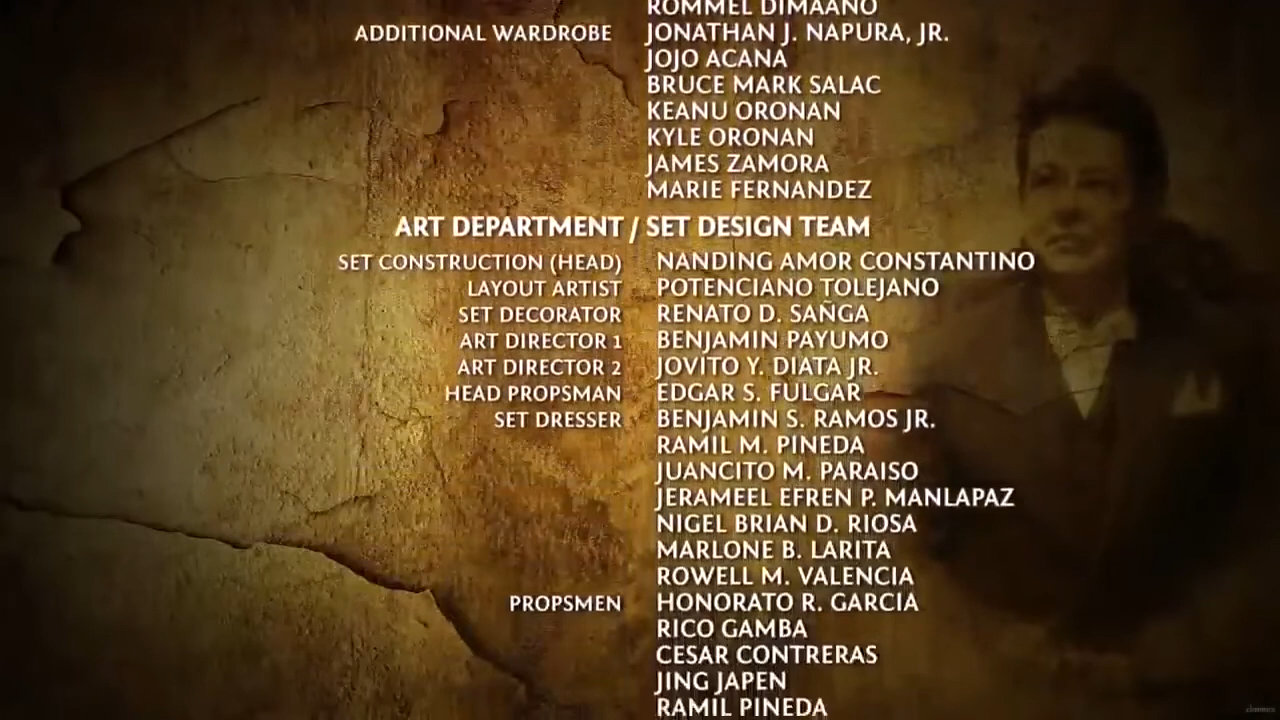 ROMMEL DIMAANO
ADDITIONAL WARDROBE JONATHAN J. NAPURA, JR.
JOJO ACANA
BRUCE MARK SALAC
KEANU ORONAN
KYLE ORONAN
JAMES ZAMORA
MARIE FERNANDEZ
ART DEPARTMENT / SET DESIGN TEAM
SET CONSTRUCTION (HEAD) NANDING AMOR CONSTANTINO
LAYOUT ARTIST POTENCIANO TOLEJANO
SET DECORATOR RENATO D. SAÑGA
ART DIRECTOR 1 BENJAMIN PAYUMO
ART DIRECTOR 2 JOVITO Y. DIATA JR.
HEAD PROPSMAN EDGAR S. FULGAR
SET DRESSER BENJAMIN S. RAMOS JR.
RAMIL M. PINEDA
JUANCITO M. PARAISO
JERAMEEL EFREN P. MANLAPAZ
NIGEL BRIAN D. RIOSA
MARLONE B. LARITA
ROWELL M. VALENCIA
PROPSMEN HONORATO R. GARCIA
RICO GAMBA
CESAR CONTRERAS
JING JAPEN
RAMIL PINEDA